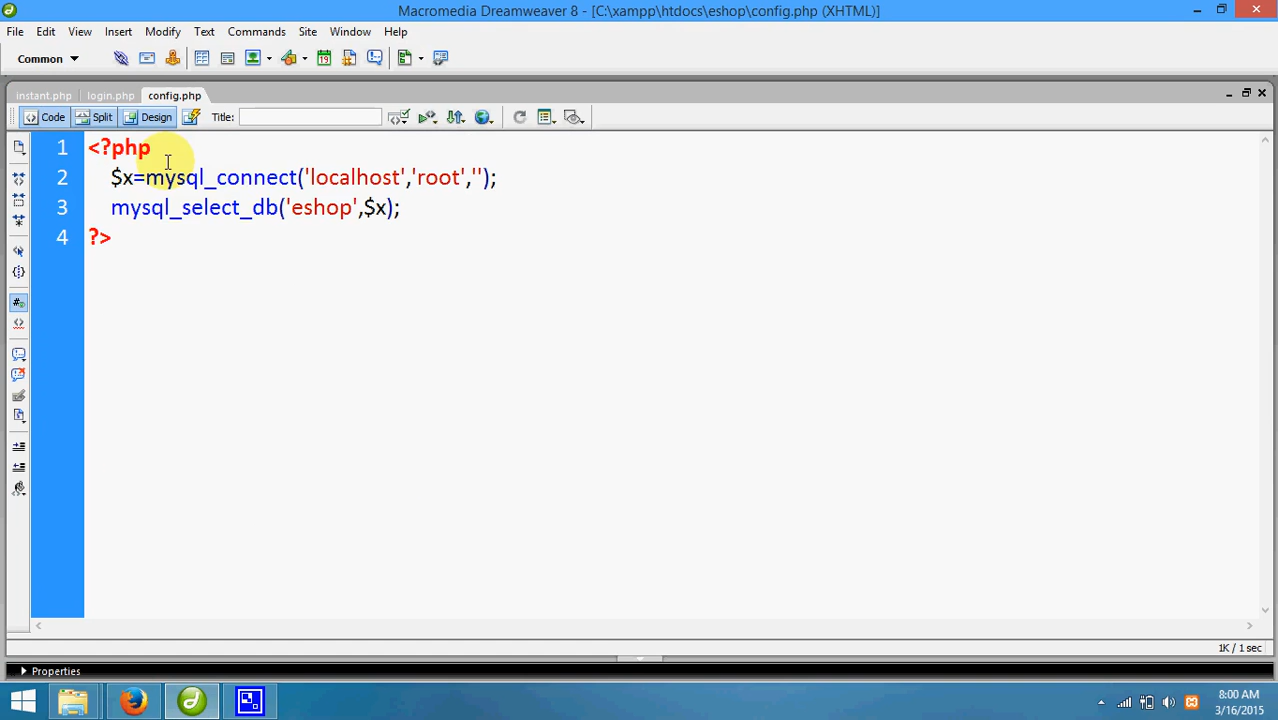 Macromedia Dreamweaver 8 - [C:\xampp\htdocs\eshop\config.php (XHTML)]
File Edit View Insert Modify Text Commands Site Window Help
Common
instant.php login.php config.php
Code Split Design Title:
1 <?php
2 $x=mysql_connect('localhost','root','');
3 mysql_select_db('eshop',$x);
4 ?>
1K / 1 sec
Properties
8:00 AM
3/16/2015